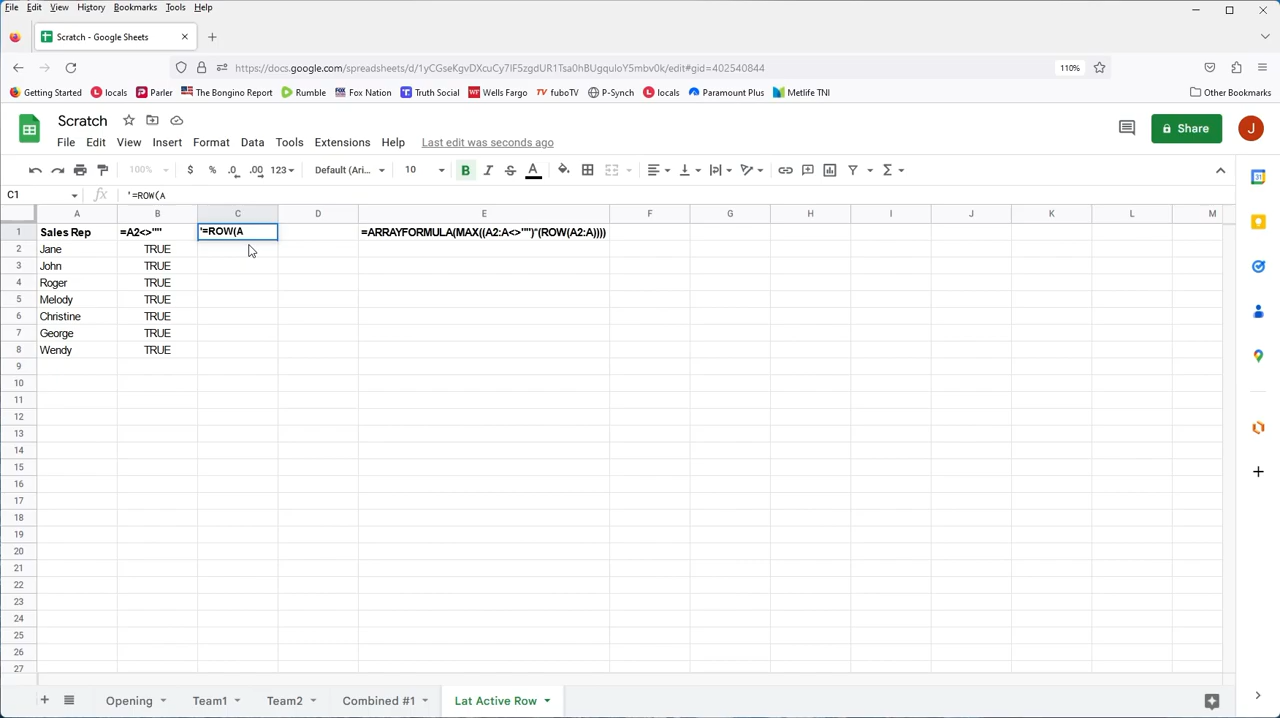 File Edit View History Bookmarks Tools Help
Scratch - Google Sheets
https://docs.google.com/spreadsheets/d/1yCGseKgvDXcuCy7IF5zgdUR1Tsa0hBUgquloY5mbv0k/edit#gid=402540844 110%
Getting Started locals Parler The Bongino Report Rumble Fox Nation Truth Social Wells Fargo fuboTV P-Synch locals Paramount Plus Metlife TNI Other Bookmarks
Scratch
File Edit View Insert Format Data Tools Extensions Help Last edit was seconds ago
Share
J
100% $ % .0 .00 123 Default (Ari... 10 B I S A Σ
C1 fx '=ROW(A
A B C D E F G H I J K L M
1 Sales Rep =A2<>"" '=ROW(A =ARRAYFORMULA(MAX((A2:A<>"")*(ROW(A2:A))))
2 Jane TRUE
3 John TRUE
4 Roger TRUE
5 Melody TRUE
6 Christine TRUE
7 George TRUE
8 Wendy TRUE
9
10
11
12
13
14
15
16
17
18
19
20
21
22
23
24
25
26
27
Opening Team1 Team2 Combined #1 Lat Active Row